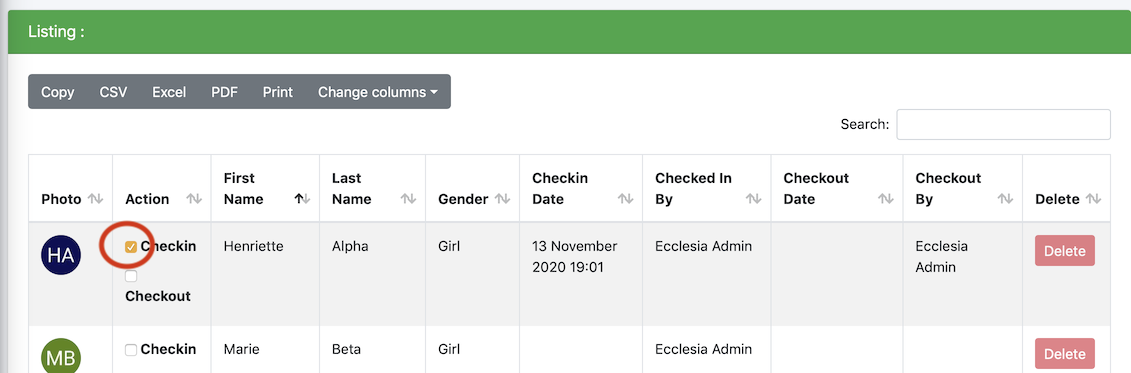 Listing :
Copy CSV Excel PDF Print Change columns
Search:
Photo Action First Name Last Name Gender Checkin Date Checked In By Checkout Date Checkout By Delete
HA Checkin Henriette Alpha Girl 13 November 2020 19:01 Ecclesia Admin Ecclesia Admin Delete
Checkout
MB Checkin Marie Beta Girl Ecclesia Admin Delete